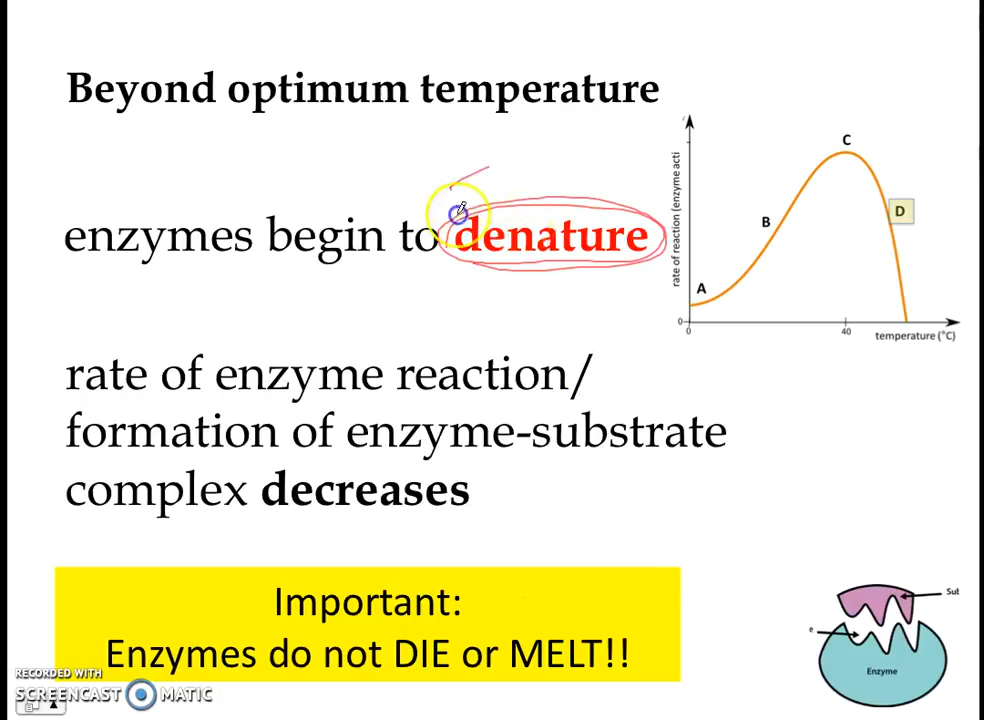 Beyond optimum temperature
enzymes begin to denature
rate of enzyme reaction/
formation of enzyme-substrate
complex decreases
rate of reaction (enzyme acti
A
B
C
D
0
0
40
temperature (°C)
Important:
Enzymes do not DIE or MELT!!
Sul
e
Enzyme
RECORDED WITH
SCREENCAST MATIC